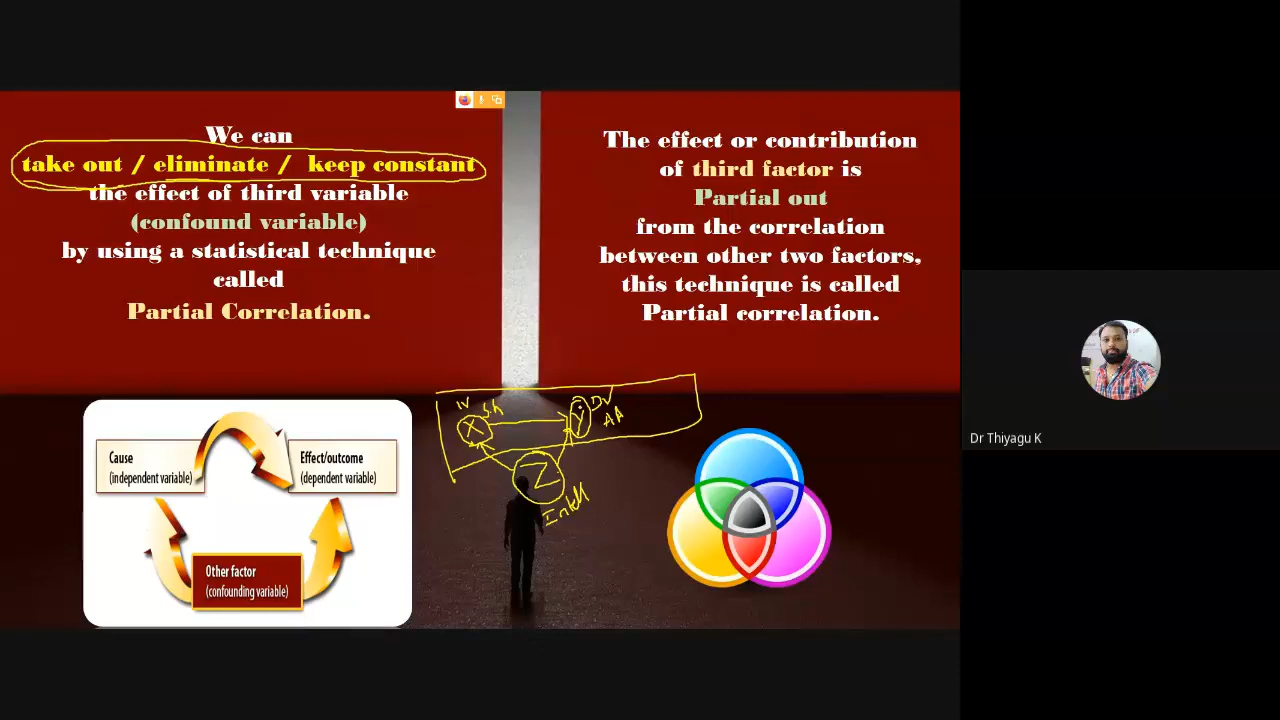 We can
take out / eliminate / keep constant
the effect of third variable
(confound variable)
by using a statistical technique
called
Partial Correlation.
The effect or contribution
of third factor is
Partial out
from the correlation
between other two factors,
this technique is called
Partial correlation.
IV
S.h
X
DV
AA
Y
Z
Intell
Cause
(independent variable)
Effect/outcome
(dependent variable)
Other factor
(confounding variable)
Dr Thiyagu K